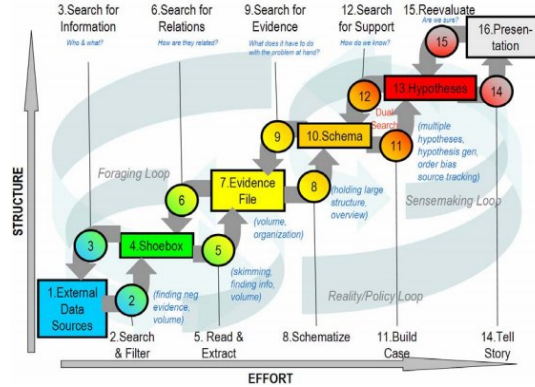 3.Search for
Information
Who & what?
6.Search for
Relations
How are they related?
9.Search for
Evidence
What does it have to do
with the problem at hand?
12.Search for
Support
How do we know?
15.Reevaluate
Are we sure?
16.Presen-
tation
15
14
13.Hypotheses
12
Dual
Search
11
10.Schema
9
(multiple
hypotheses,
hypothesis gen,
order bias
source tracking)
Foraging Loop
7.Evidence
File
8
(holding large
structure,
overview)
Sensemaking Loop
6
(volume,
organization)
3
4.Shoebox
5
(skimming,
finding info,
volume)
Reality/Policy Loop
1.External
Data
Sources
2
(finding neg
evidence,
volume)
2.Search
& Filter
5. Read &
Extract
8.Schematize
11.Build
Case
14.Tell
Story
STRUCTURE
EFFORT